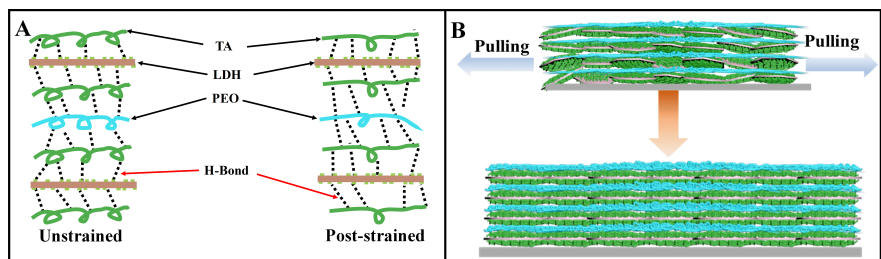 A
TA
LDH
PEO
H-Bond
Unstrained
Post-strained
B
Pulling
Pulling